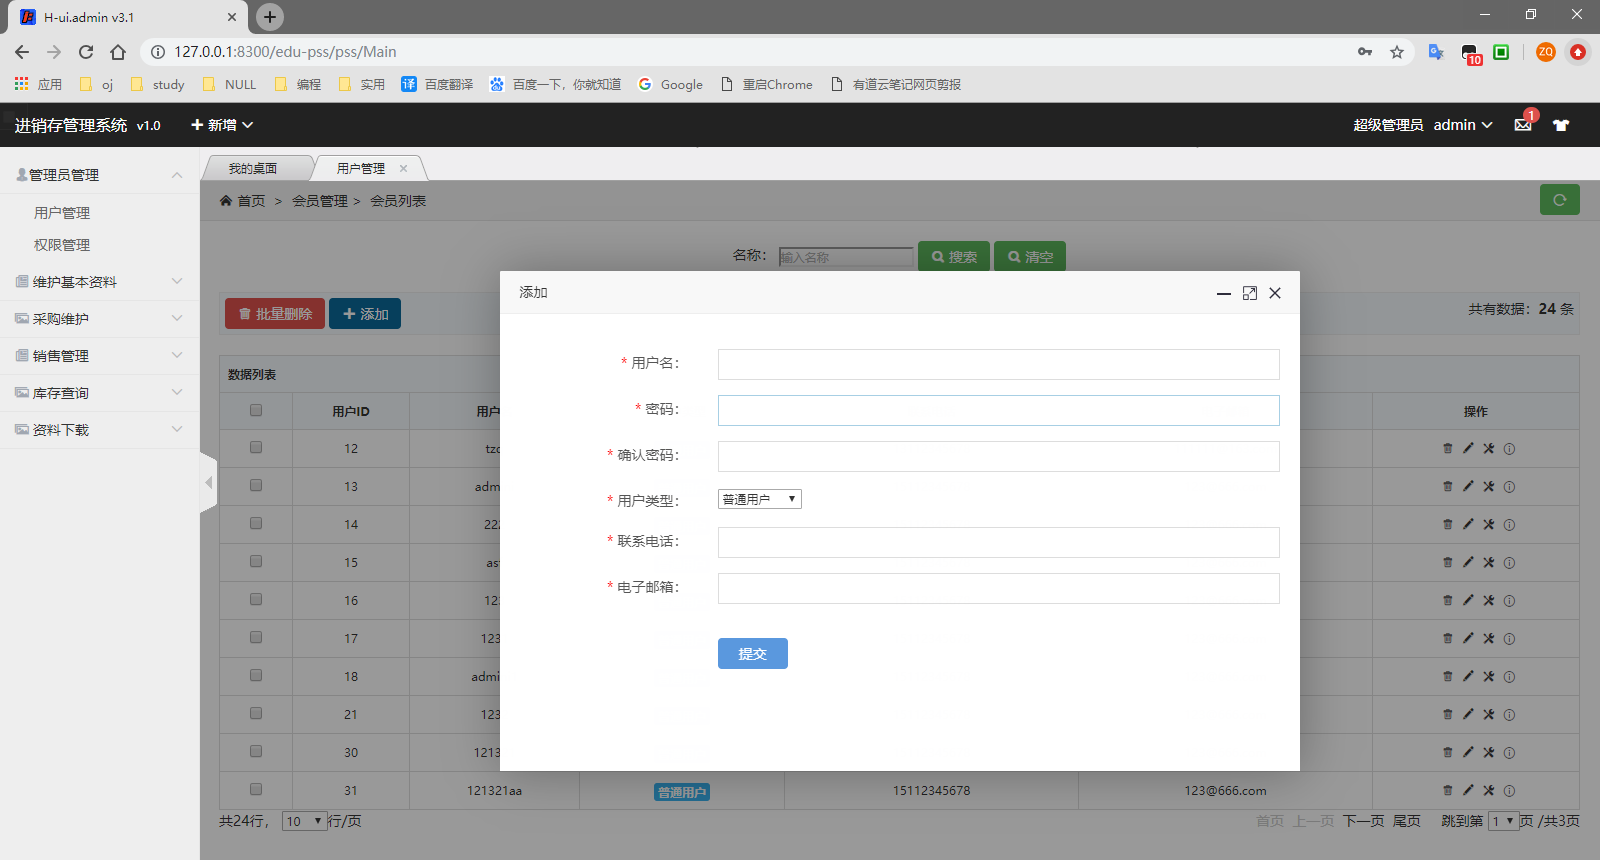 H-ui.admin v3.1
127.0.0.1:8300/edu-pss/pss/Main
ZQ
10
应用 oj study NULL 编程 实用 译 百度翻译 百度一下，你就知道 Google 重启Chrome 有道云笔记网页剪报
进销存管理系统 v1.0 新增 超级管理员 admin 1
管理员管理
用户管理
权限管理
维护基本资料
采购维护
销售管理
库存查询
资料下载
我的桌面 用户管理
首页 > 会员管理 > 会员列表
名称： 输入名称 搜索 清空
批量删除 添加 共有数据：24 条
数据列表
用户ID 用户 操作
12 tzc
13 adm
14 222
15 as
16 12
17 123
18 admi
21 123
30 1213
31 121321aa 普通用户 15112345678 123@666.com
共24行， 10 行/页 首页 上一页 下一页 尾页 跳到第 1 页 /共3页
添加
* 用户名：
* 密码：
* 确认密码：
* 用户类型： 普通用户
* 联系电话：
* 电子邮箱：
提交